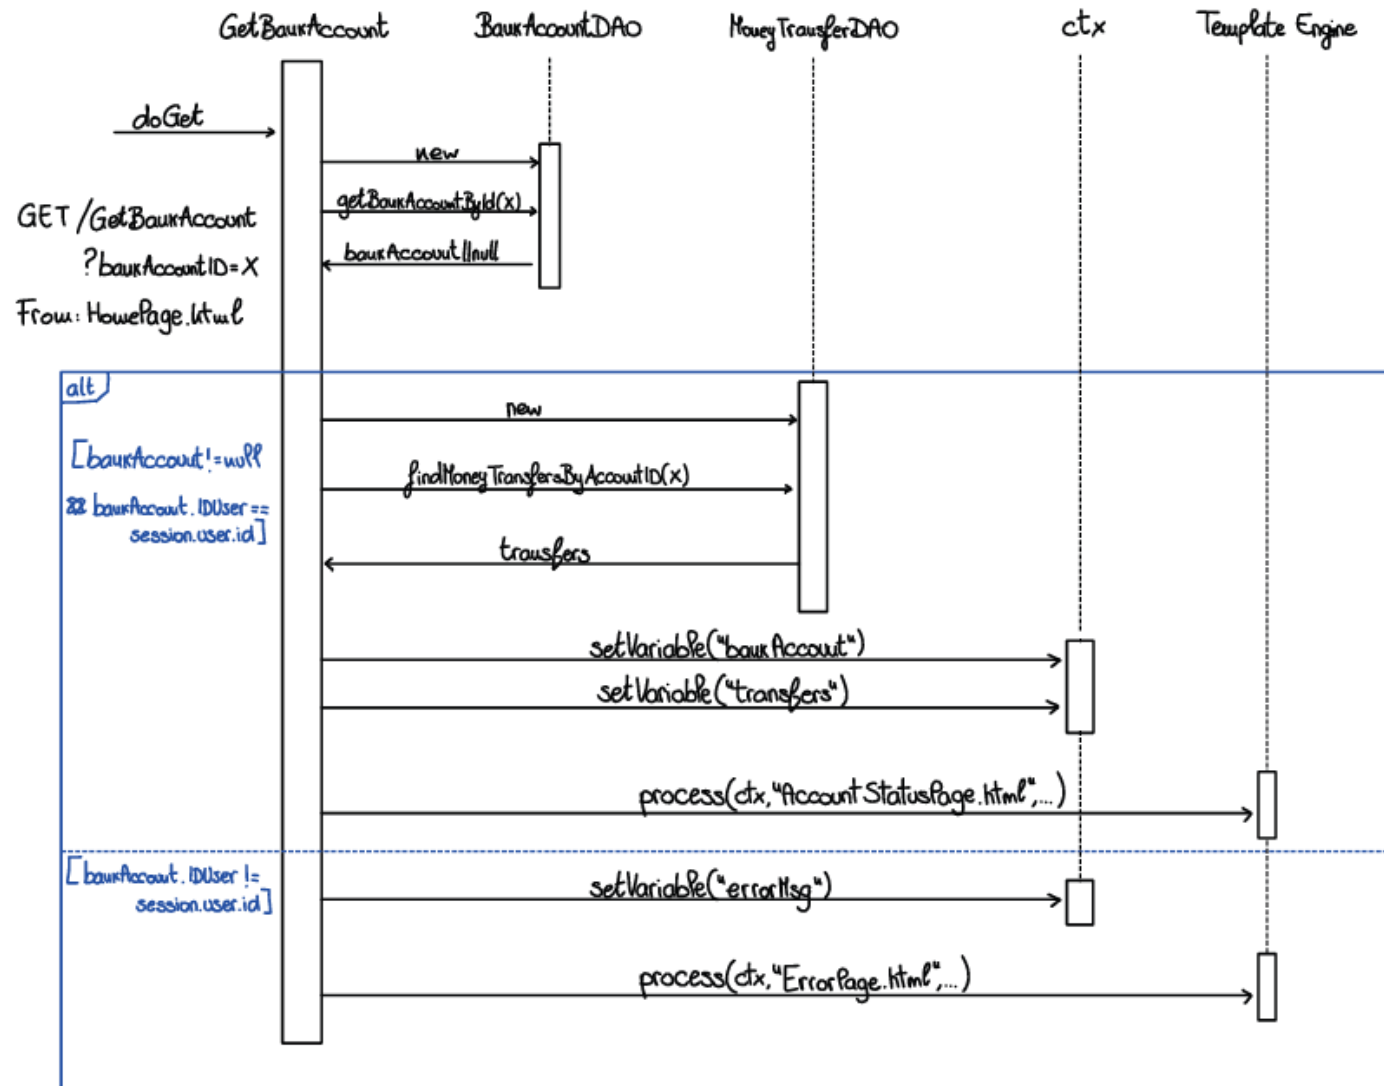 GetBankAccount BankAccountDAO MoneyTransferDAO ctx Template Engine
doGet
new
getBankAccountById(X)
GET /GetBankAccount
?bankAccountID=X
bankAccount||null
From: HomePage.html
alt
new
[bankAccount!=null
&& bankAccount.IDUser==
session.user.id]
findMoneyTransfersByAccountID(X)
transfers
setVariable("bankAccount")
setVariable("transfers")
process(ctx,"AccountStatusPage.html",...)
[bankAccount.IDUser !=
session.user.id]
setVariable("errorMsg")
process(ctx,"ErrorPage.html",...)